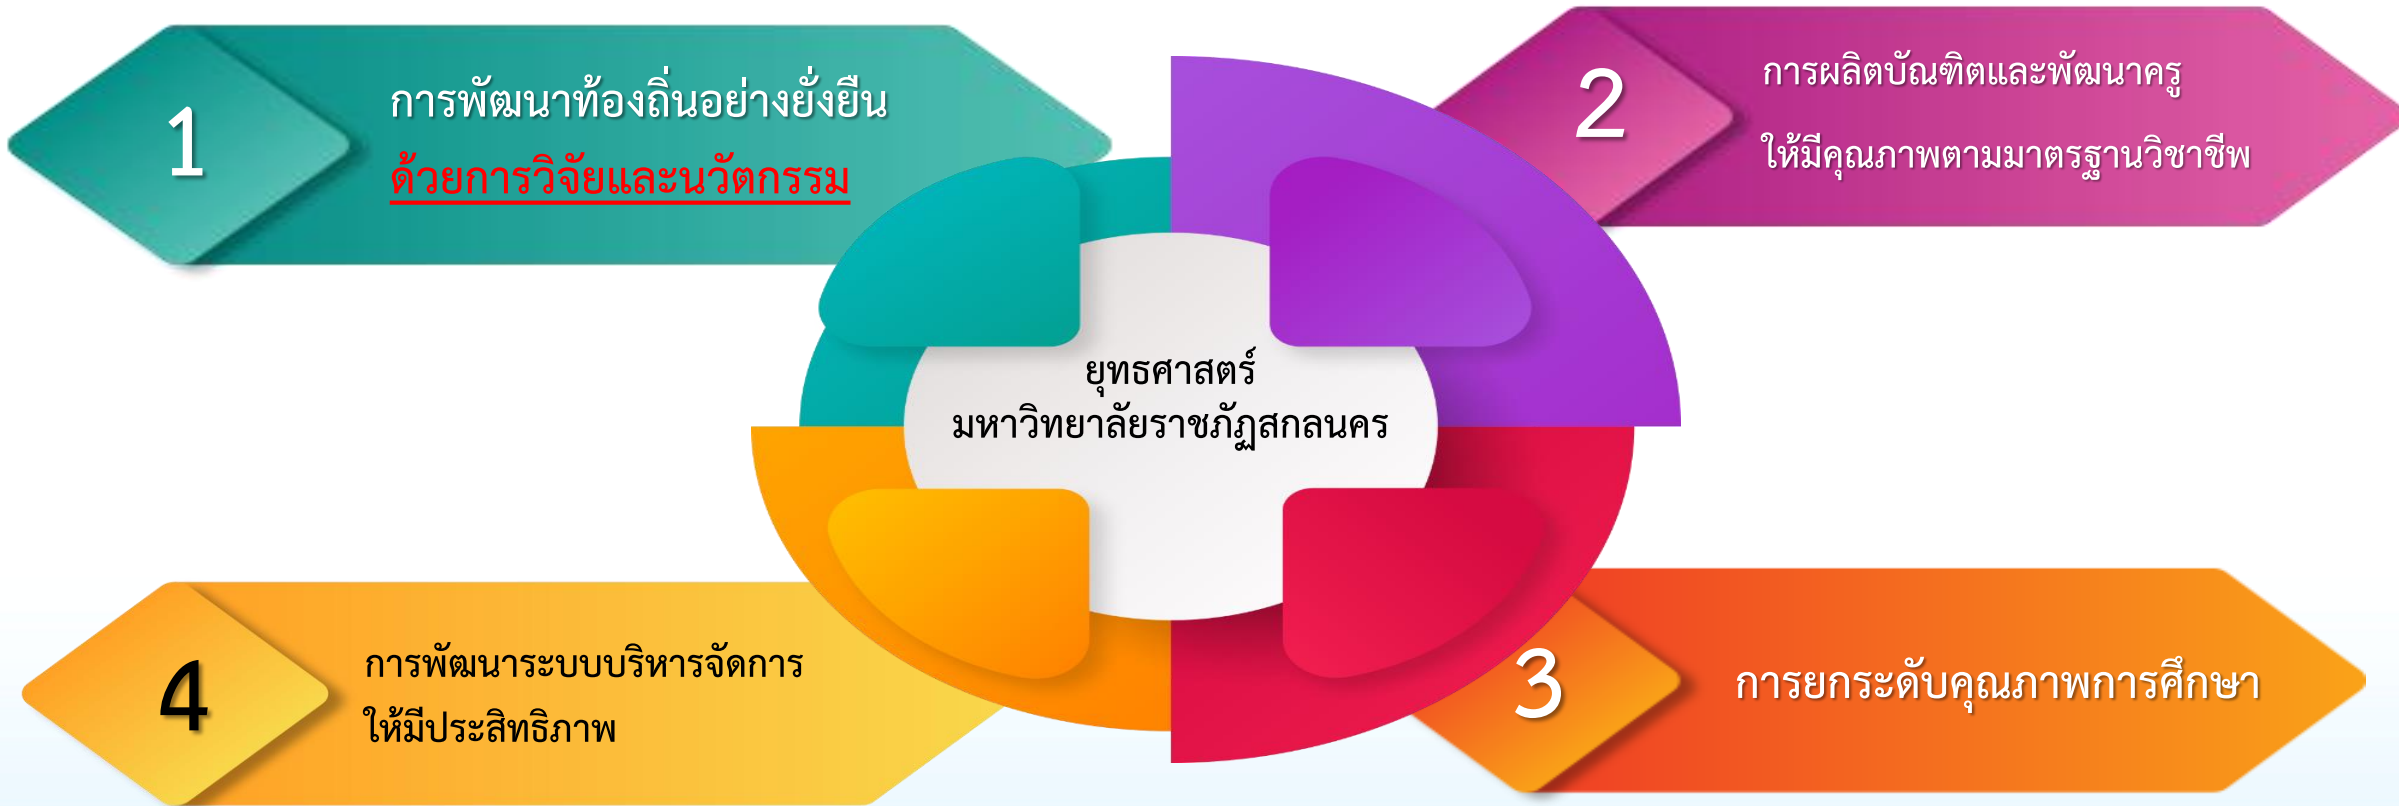 1
การพัฒนาท้องถิ่นอย่างยั่งยืน
ด้วยการวิจัยและนวัตกรรม
2
การผลิตบัณฑิตและพัฒนาครู
ให้มีคุณภาพตามมาตรฐานวิชาชีพ
ยุทธศาสตร์
มหาวิทยาลัยราชภัฏสกลนคร
4
การพัฒนาระบบบริหารจัดการ
ให้มีประสิทธิภาพ
3
การยกระดับคุณภาพการศึกษา